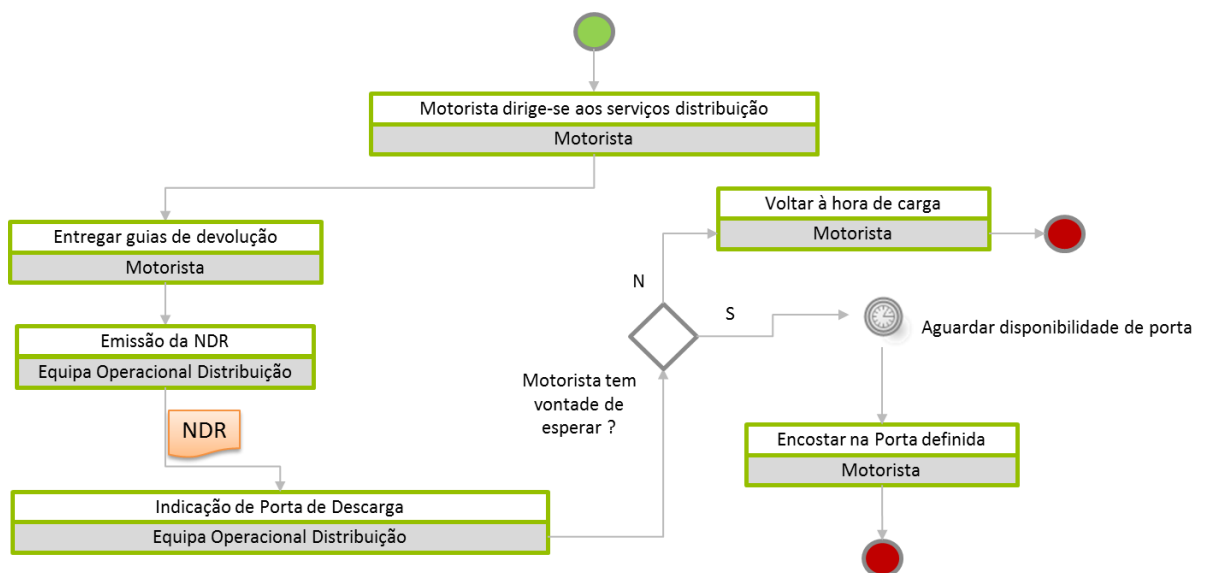 Motorista dirige-se aos serviços distribuição
Motorista
Entregar guias de devolução
Motorista
Emissão da NDR
Equipa Operacional Distribuição
NDR
Indicação de Porta de Descarga
Equipa Operacional Distribuição
Motorista tem
vontade de
esperar ?
N
Voltar à hora de carga
Motorista
S
Aguardar disponibilidade de porta
Encostar na Porta definida
Motorista